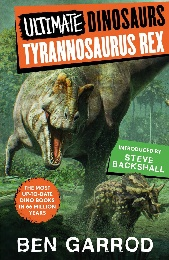 ULTIMATE DINOSAURS
TYRANNOSAURUS REX
INTRODUCED BY
STEVE
BACKSHALL
THE MOST
UP-TO-DATE
DINO BOOKS
IN 66 MILLION
YEARS
BEN GARROD